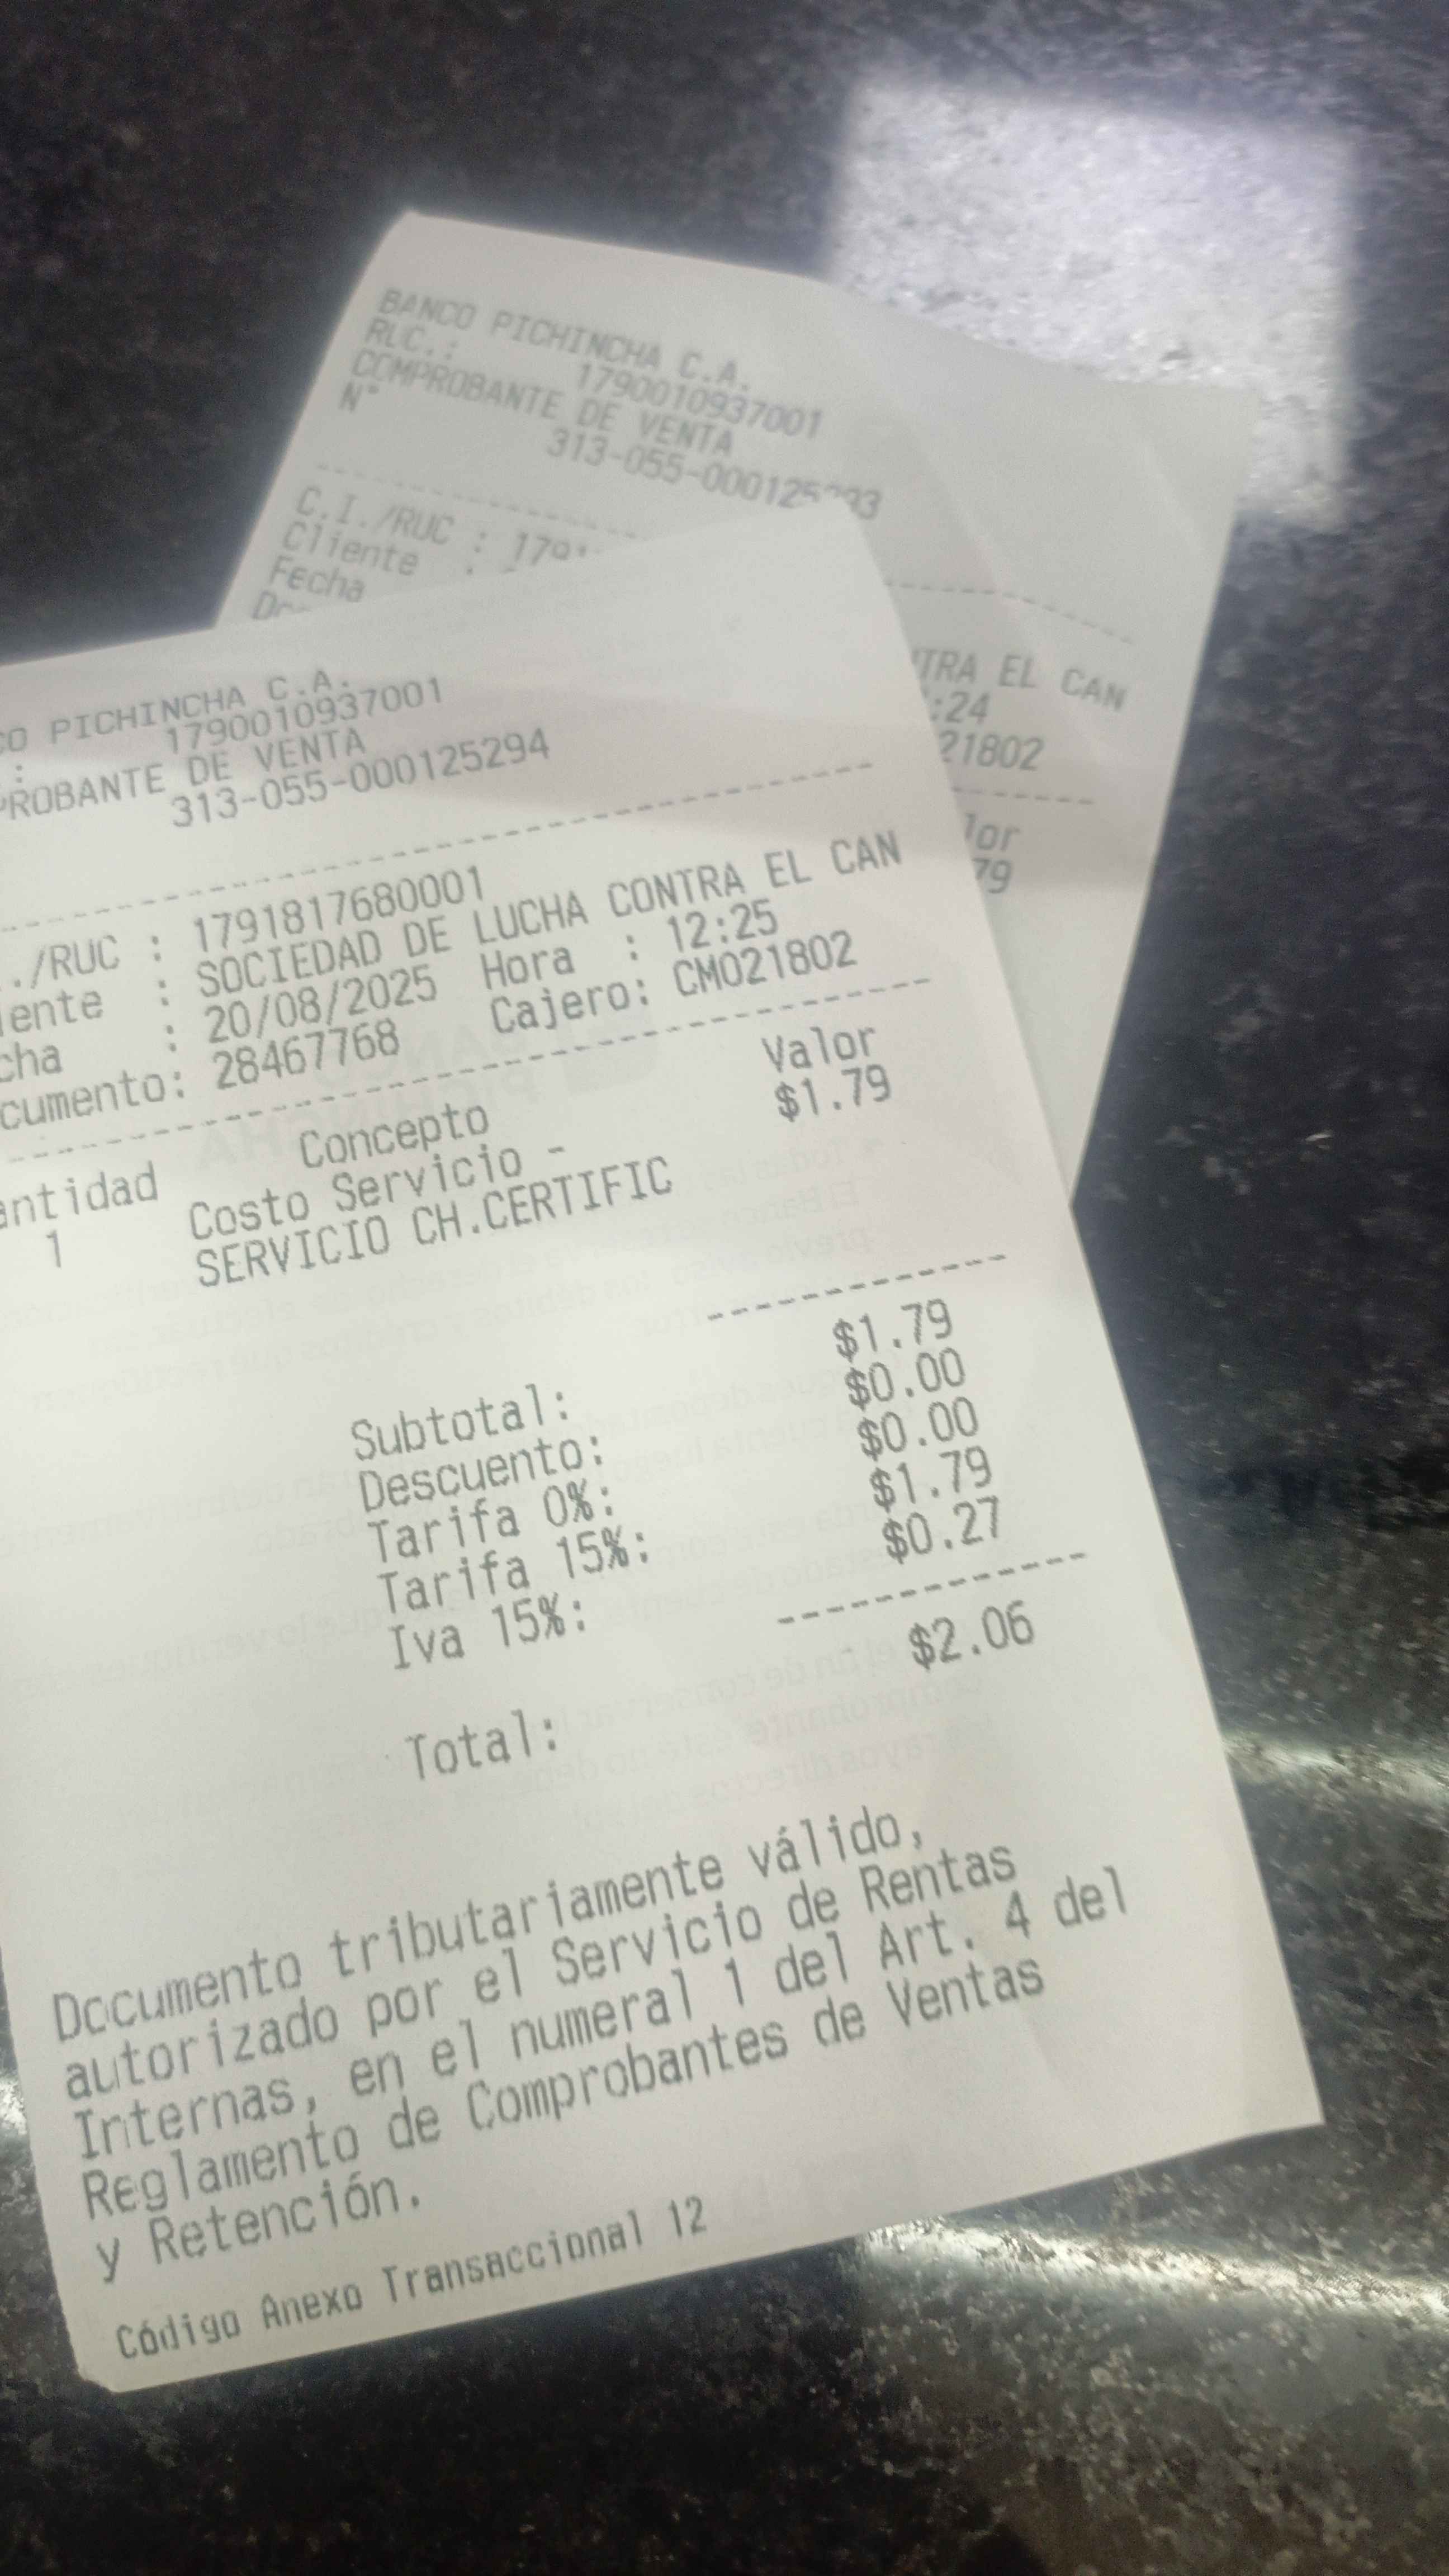 BANCO PICHINCHA C.A.
RUC.: 1790010937001
COMPROBANTE DE VENTA
N° 313-055-000125293
C.I./RUC : 1791
Cliente : TRA EL CAN
Fecha :24
21802
lor
79
CO PICHINCHA C.A.
: 1790010937001
PROBANTE DE VENTA
313-055-000125294
./RUC : 1791817680001
iente : SOCIEDAD DE LUCHA CONTRA EL CAN
cha : 20/08/2025 Hora : 12:25
cumento: 28467768 Cajero: CM021802
antidad Concepto Valor
1 Costo Servicio - $1.79
SERVICIO CH.CERTIFIC
Subtotal: $1.79
Descuento: $0.00
Tarifa 0%: $0.00
Tarifa 15%: $1.79
Iva 15%: $0.27
Total: $2.06
Documento tributariamente válido,
autorizado por el Servicio de Rentas
Internas, en el numeral 1 del Art. 4 del
Reglamento de Comprobantes de Ventas
y Retención.
Código Anexo Transaccional 12